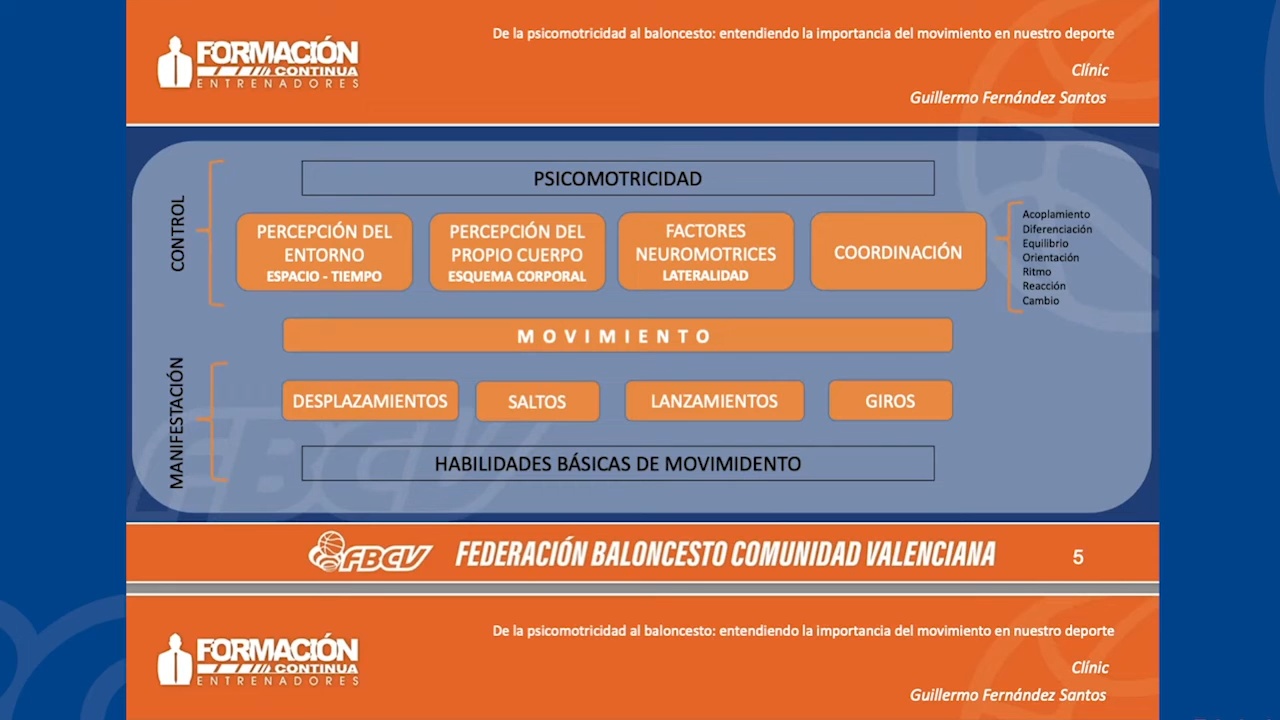 FORMACIÓN
CONTINUA
ENTRENADORES
De la psicomotricidad al baloncesto: entendiendo la importancia del movimiento en nuestro deporte
Clínic
Guillermo Fernández Santos
CONTROL
PSICOMOTRICIDAD
PERCEPCIÓN DEL
ENTORNO
ESPACIO - TIEMPO
PERCEPCIÓN DEL
PROPIO CUERPO
ESQUEMA CORPORAL
FACTORES
NEUROMOTRICES
LATERALIDAD
COORDINACIÓN
Acoplamiento
Diferenciación
Equilibrio
Orientación
Ritmo
Reacción
Cambio
MOVIMIENTO
MANIFESTACIÓN
DESPLAZAMIENTOS
SALTOS
LANZAMIENTOS
GIROS
HABILIDADES BÁSICAS DE MOVIMIDENTO
FBCV
FBCV
FEDERACIÓN BALONCESTO COMUNIDAD VALENCIANA
5
FORMACIÓN
CONTINUA
ENTRENADORES
De la psicomotricidad al baloncesto: entendiendo la importancia del movimiento en nuestro deporte
Clínic
Guillermo Fernández Santos